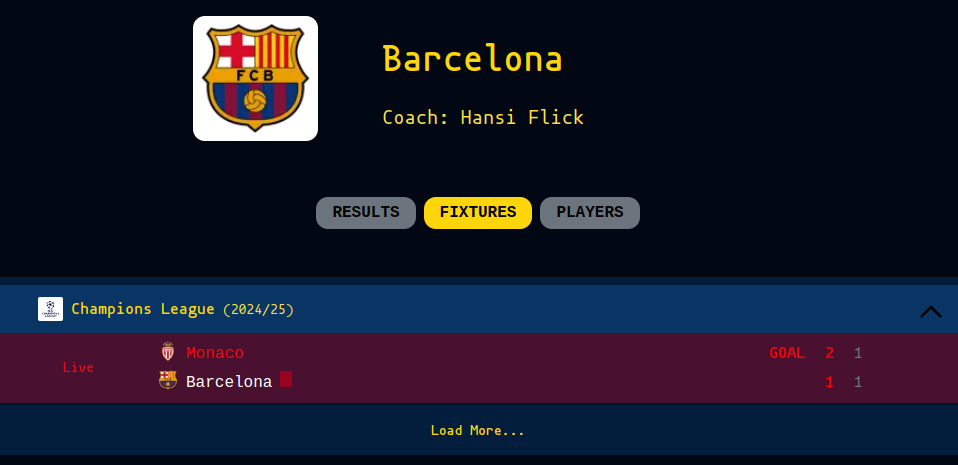 FCB
Barcelona
Coach: Hansi Flick
RESULTS FIXTURES PLAYERS
Champions League (2024/25)
Live
Monaco GOAL 2 1
Barcelona 1 1
Load More...